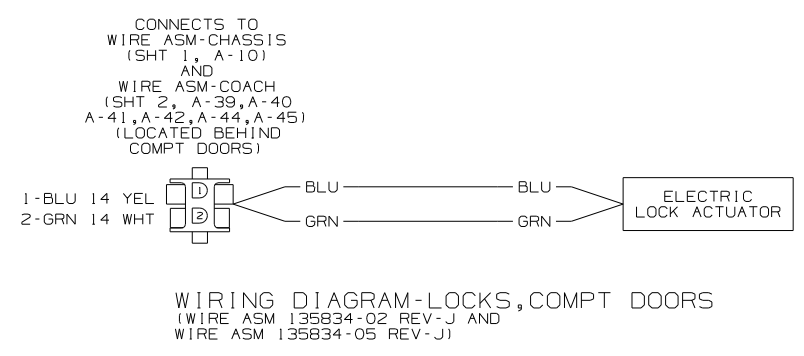 CONNECTS TO
WIRE ASM-CHASSIS
(SHT 1, A-10)
AND
WIRE ASM-COACH
(SHT 2, A-39,A-40
A-41,A-42,A-44,A-45)
(LOCATED BEHIND
COMPT DOORS)
1-BLU 14 YEL
2-GRN 14 WHT
1
2
BLU BLU
GRN GRN
ELECTRIC
LOCK ACTUATOR
WIRING DIAGRAM-LOCKS,COMPT DOORS
(WIRE ASM 135834-02 REV-J AND
WIRE ASM 135834-05 REV-J)